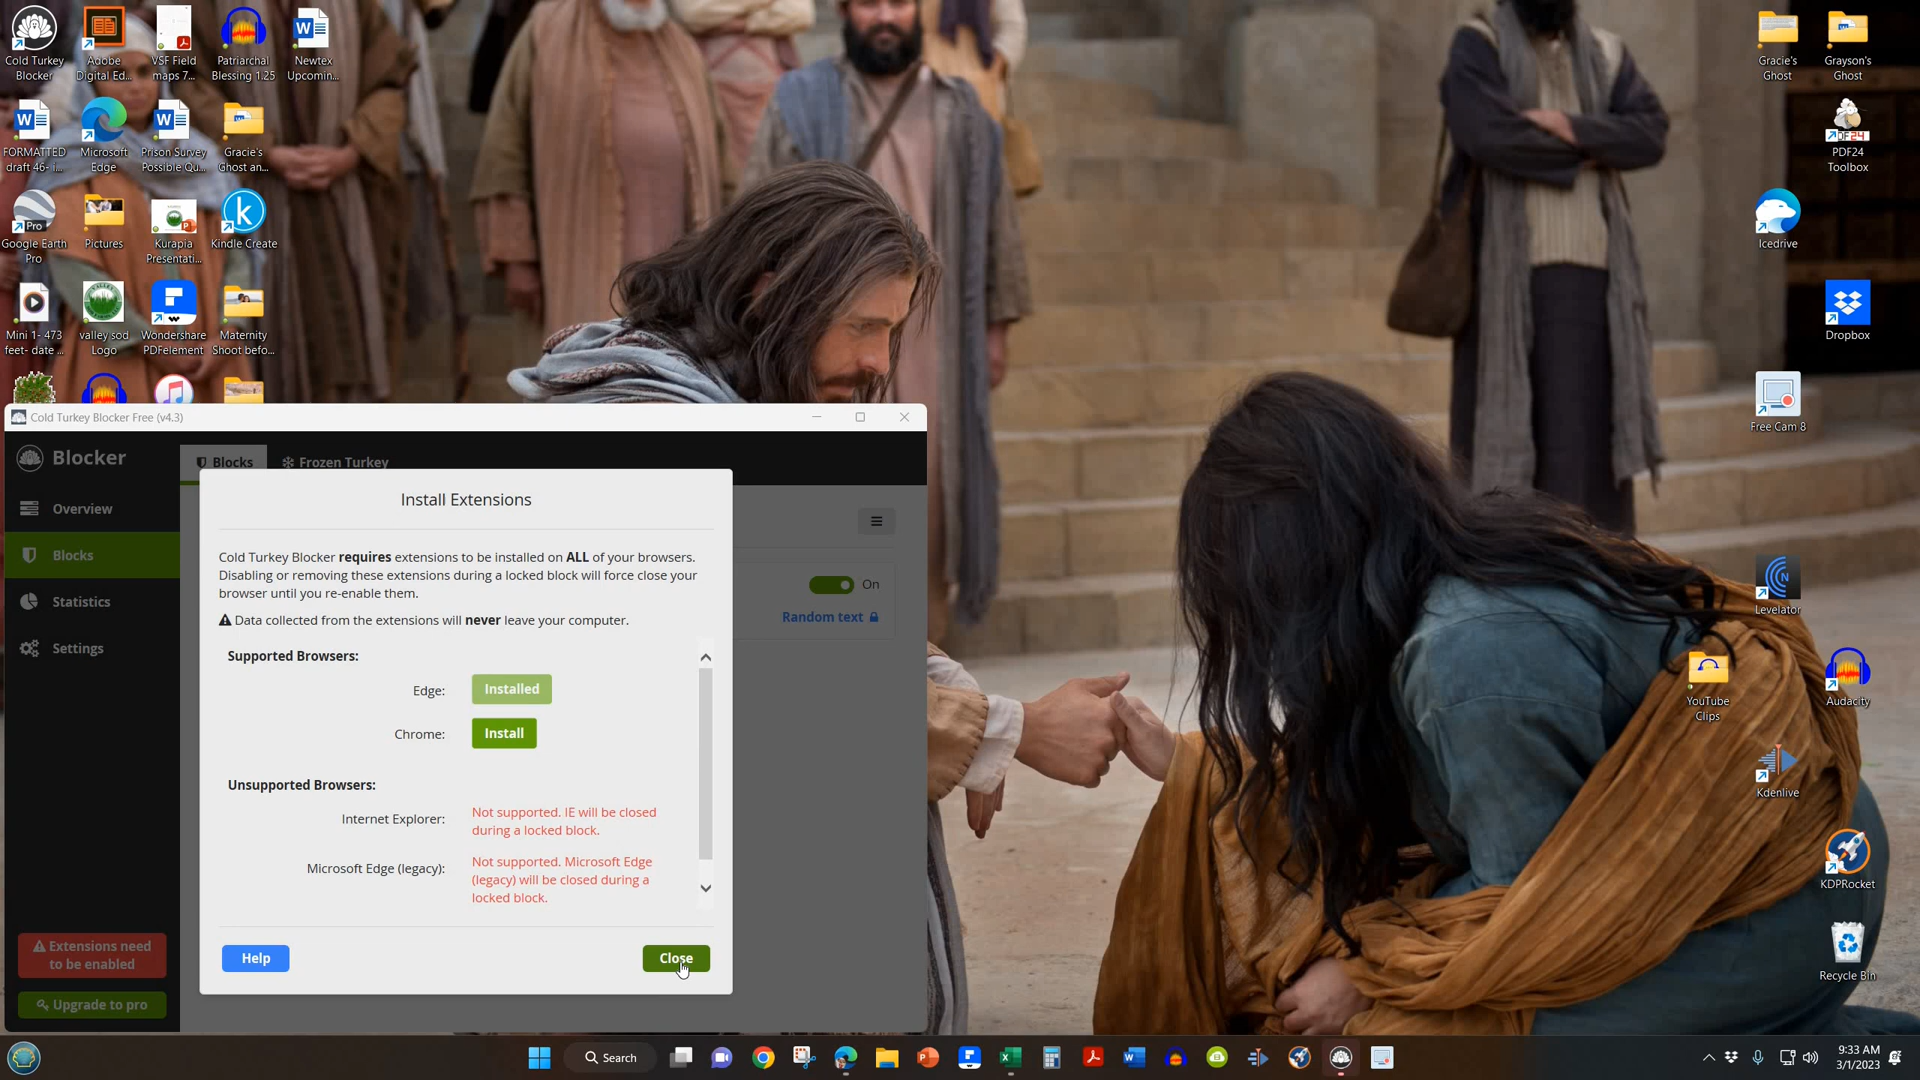 Cold Turkey
Blocker
Adobe
Digital Ed...
VSF Field
maps 7...
Patriarchal
Blessing 1.25
Newtex
Upcomin...
Gracie's
Ghost
Grayson's
Ghost
FORMATTED
draft 46- i...
Microsoft
Edge
Prison Survey
Possible Qu...
Gracie's
Ghost an...
PDF24
Toolbox
Pro
Google Earth
Pro
Pictures
Kurapia
Presentati...
Kindle Create
Icedrive
Mini 1- 473
feet- date ...
valley sod
Logo
Wondershare
PDFelement
Maternity
Shoot befo...
Dropbox
Free Cam 8
Levelator
YouTube
Clips
Audacity
Kdenlive
KDPRocket
Recycle Bin
Cold Turkey Blocker Free (v4.3)
Blocker
Blocks
Frozen Turkey
Overview
Blocks
Statistics
Settings
Extensions need
to be enabled
Upgrade to pro
On
Random text
Install Extensions
Cold Turkey Blocker requires extensions to be installed on ALL of your browsers.
Disabling or removing these extensions during a locked block will force close your
browser until you re-enable them.
Data collected from the extensions will never leave your computer.
Supported Browsers:
Edge: Installed
Chrome: Install
Unsupported Browsers:
Internet Explorer: Not supported. IE will be closed
during a locked block.
Microsoft Edge (legacy): Not supported. Microsoft Edge
(legacy) will be closed during a
locked block.
Help
Close
Search
9:33 AM
3/1/2023